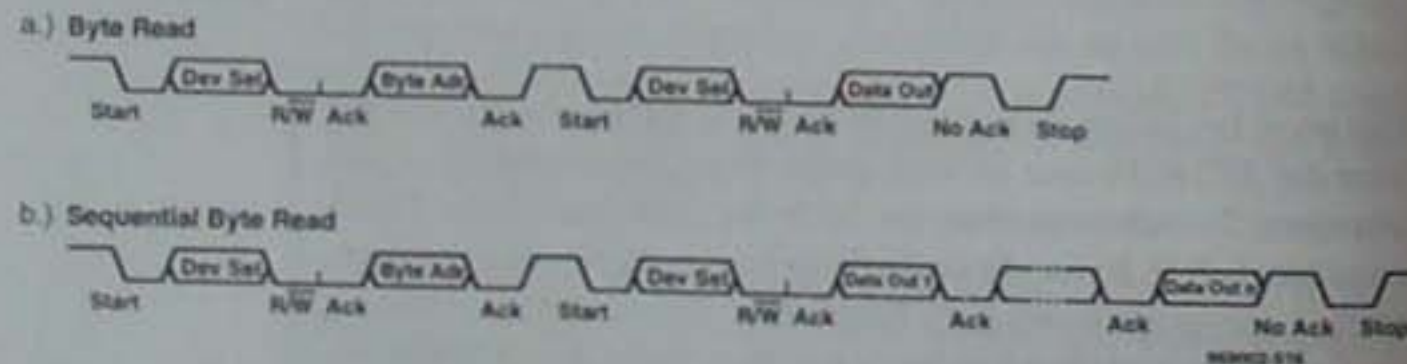 a.) Byte Read
Dev Sel Byte Adr Dev Sel Data Out
Start R/W Ack Ack Start R/W Ack No Ack Stop
b.) Sequential Byte Read
Dev Sel Byte Adr Dev Sel Data Out 1 Data Out n
Start R/W Ack Ack Start R/W Ack Ack Ack No Ack Stop